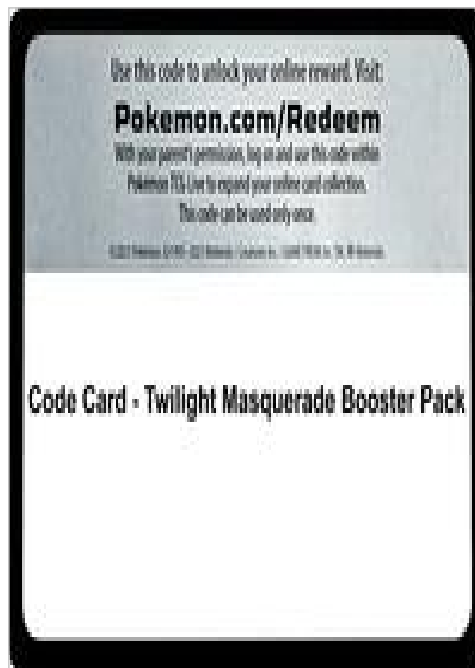 Use this code to unlock your online reward. Visit:
Pokemon.com/Redeem
With your parent's permission, log on and use this code within
Pokémon TCG Live to expand your online card collection.
This code can be used only once.
Code Card - Twilight Masquerade Booster Pack